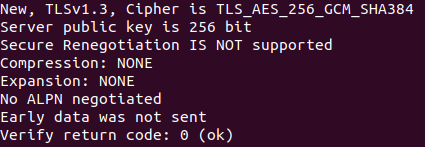 New, TLSv1.3, Cipher is TLS_AES_256_GCM_SHA384
Server public key is 256 bit
Secure Renegotiation IS NOT supported
Compression: NONE
Expansion: NONE
No ALPN negotiated
Early data was not sent
Verify return code: 0 (ok)